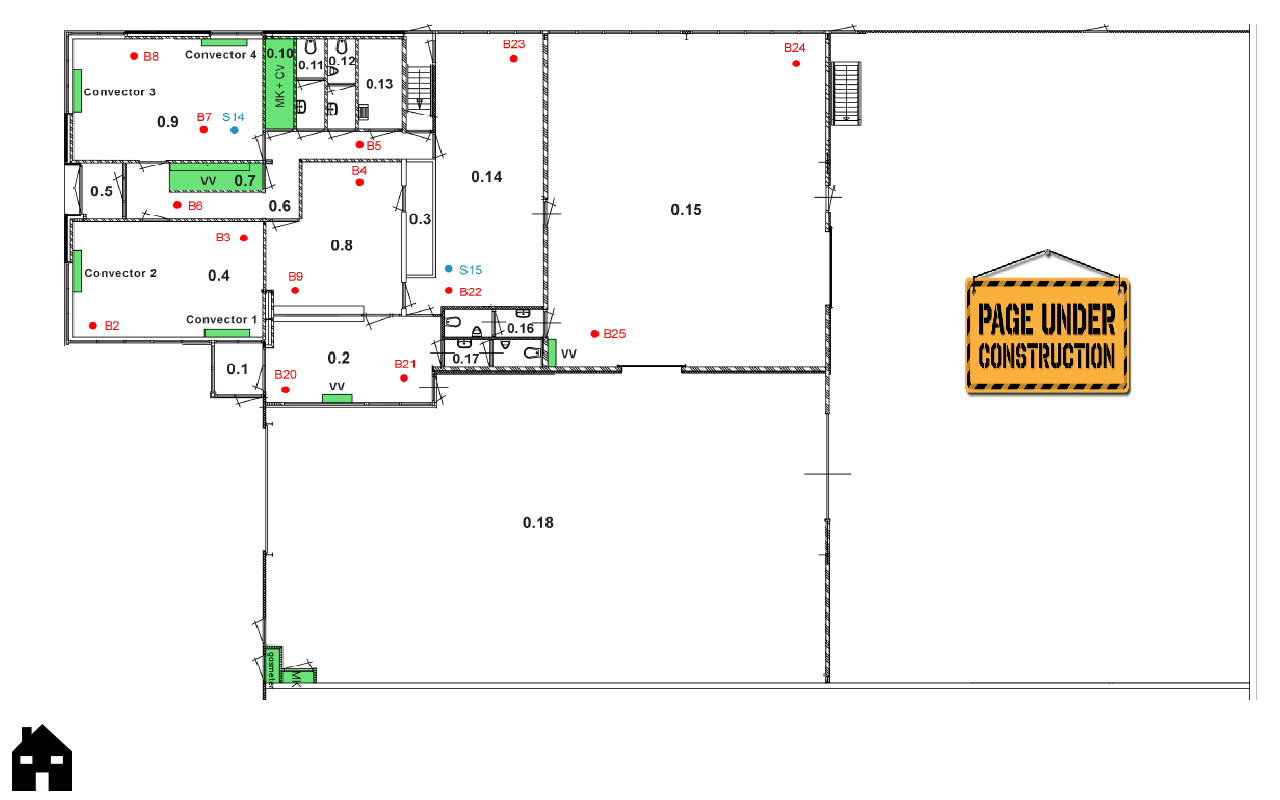 B23
B24
B8
Convector 4
0.10
0.11
0.12
MK + CV
0.13
Convector 3
0.9
B7
S14
B5
B4
0.14
0.5
VV
0.7
B6
0.6
0.3
0.15
B3
0.8
Convector 2
0.4
S15
B9
B22
PAGE UNDER
CONSTRUCTION
B2
Convector 1
0.16
B25
0.2
0.17
VV
0.1
B20
B21
VV
0.18
gasmeter
MK